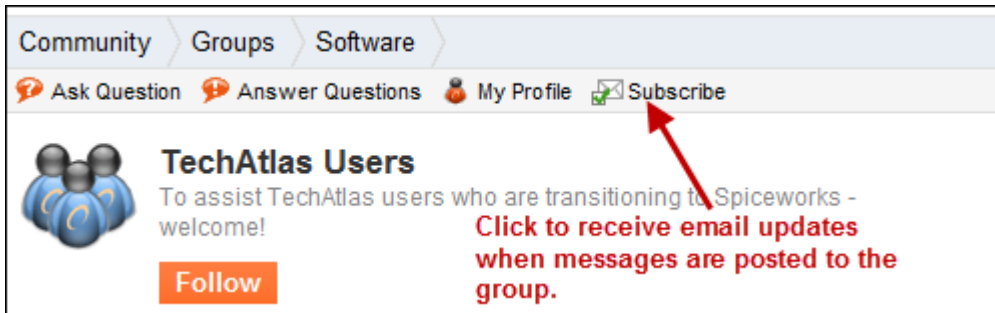 Community Groups Software
Ask Question Answer Questions My Profile Subscribe
TechAtlas Users
To assist TechAtlas users who are transitioning to Spiceworks -
welcome!
Click to receive email updates
when messages are posted to the
group.
Follow